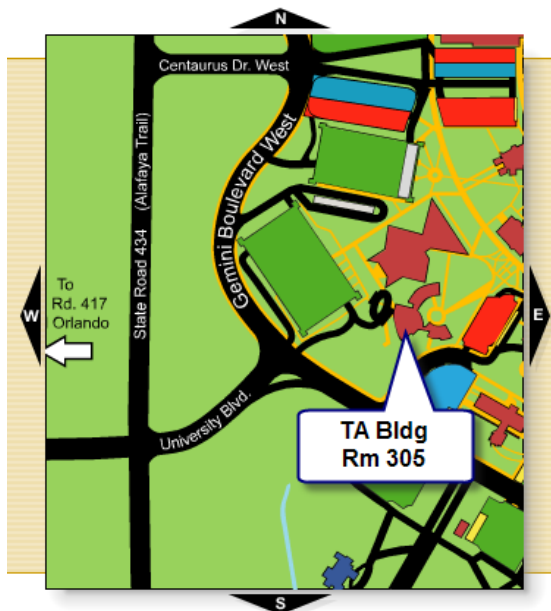 N
Centaurus Dr. West
State Road 434 (Alafaya Trail)
Gemini Boulevard West
W
To
Rd. 417
Orlando
E
University Blvd.
TA Bldg
Rm 305
S